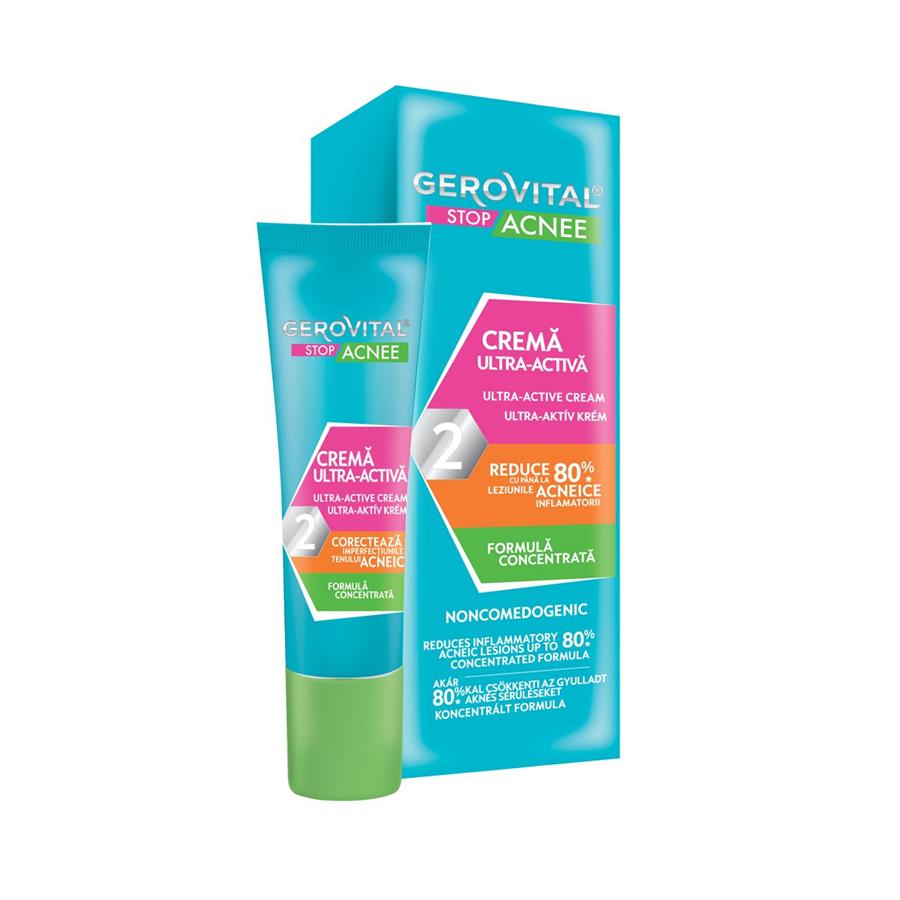 GEROVITAL®
STOP ACNEE
CREMĂ
ULTRA-ACTIVĂ
ULTRA-ACTIVE CREAM
ULTRA-AKTÍV KRÉM
2
CORECTEAZĂ
IMPERFECȚIUNILE
TENULUI ACNEIC
FORMULĂ
CONCENTRATĂ
GEROVITAL®
STOP ACNEE
CREMĂ
ULTRA-ACTIVĂ
ULTRA-ACTIVE CREAM
ULTRA-AKTÍV KRÉM
2
REDUCE
CU PÂNĂ LA 80%*
LEZIUNILE ACNEICE
INFLAMATORII
FORMULĂ
CONCENTRATĂ
NONCOMEDOGENIC
REDUCES INFLAMMATORY
ACNEIC LESIONS UP TO 80%*
CONCENTRATED FORMULA
AKÁR
80%*KAL CSÖKKENTI AZ GYULLADT
AKNÉS SÉRÜLÉSEKET
KONCENTRÁLT FORMULA